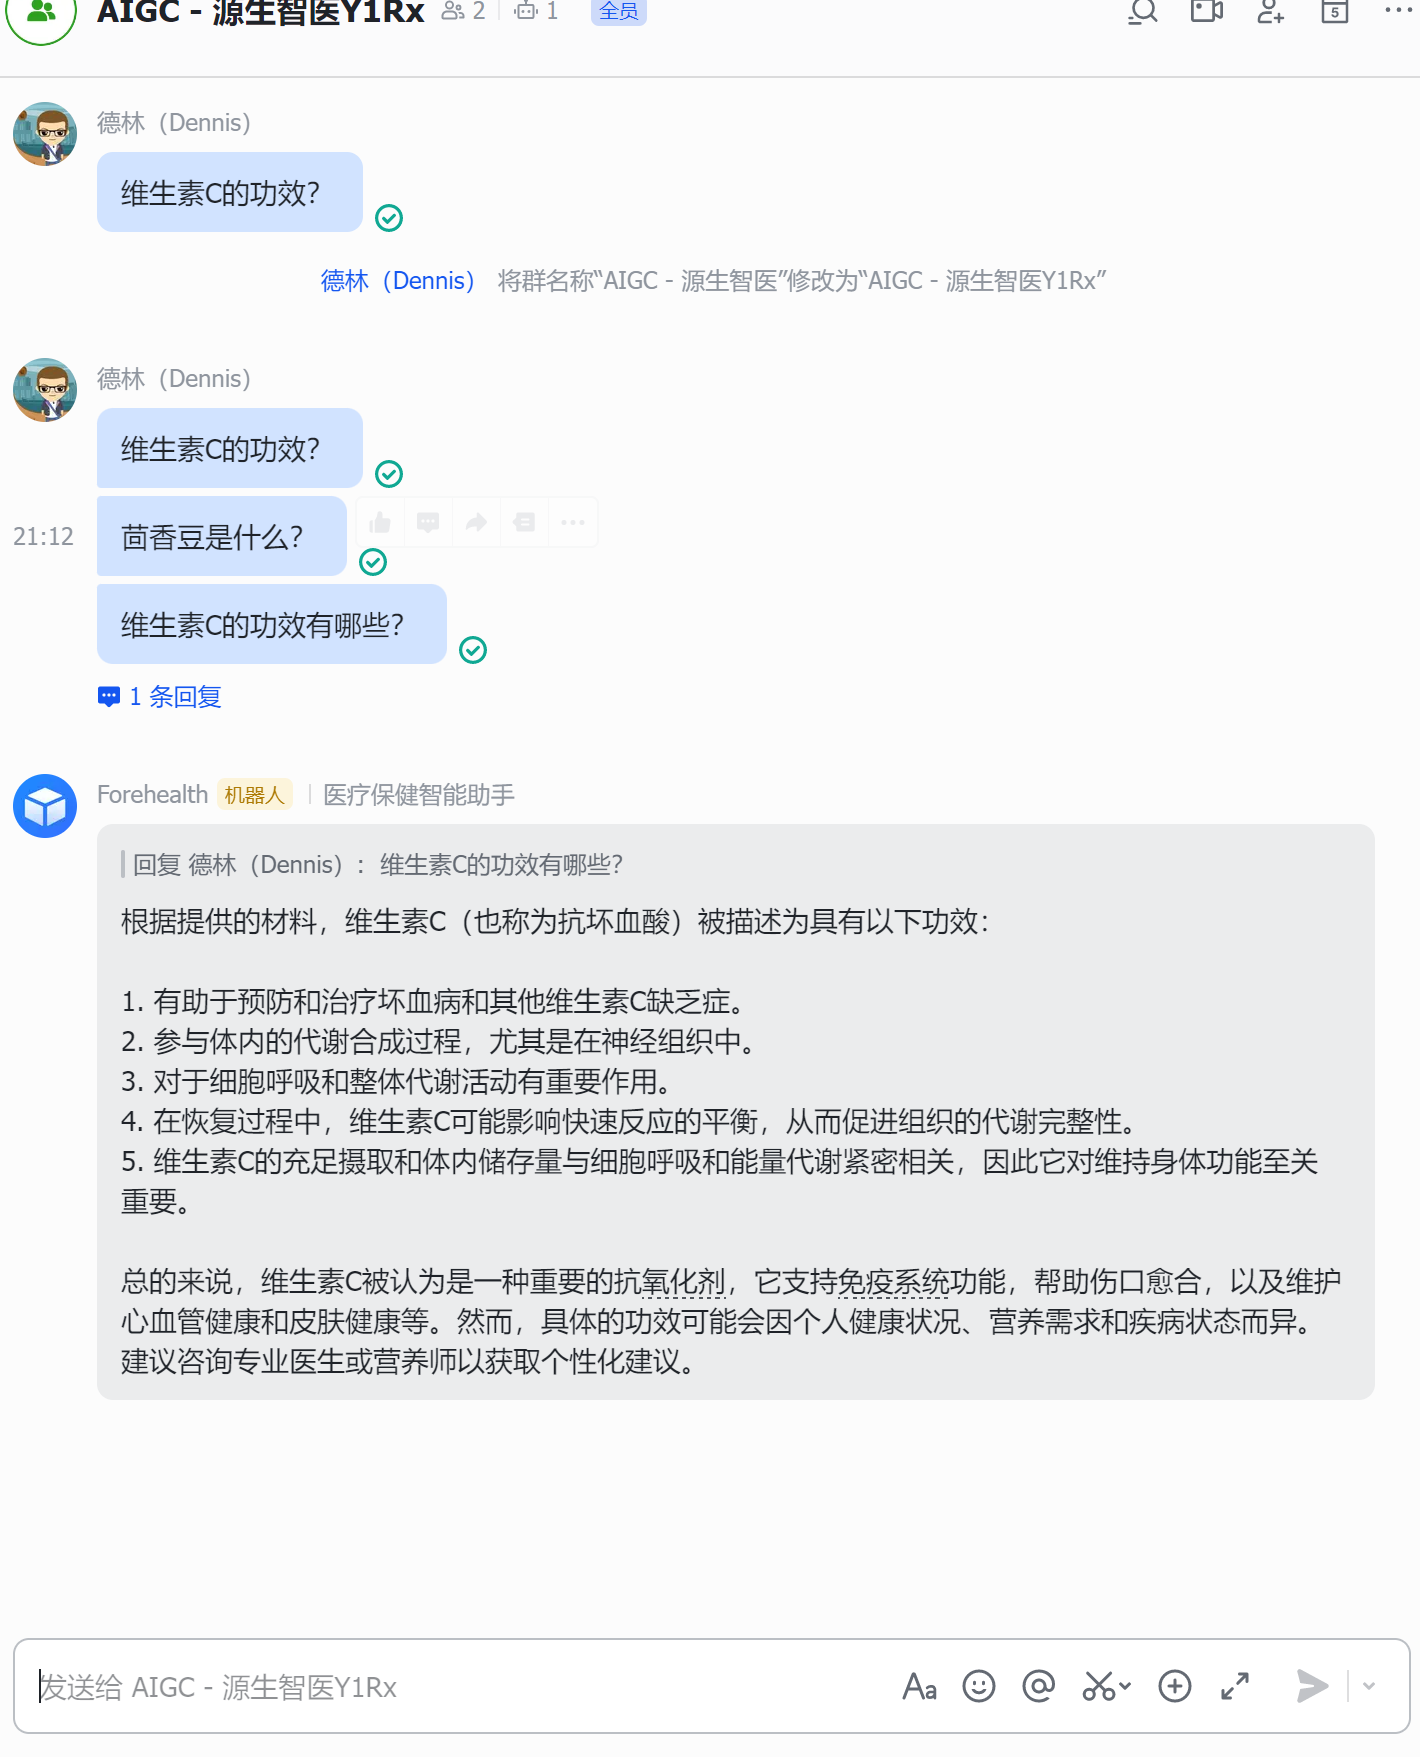 AIGC - 源生智医Y1Rx 2 1 全员
5
德林（Dennis）
维生素C的功效？
德林（Dennis） 将群名称“AIGC - 源生智医”修改为“AIGC - 源生智医Y1Rx”
德林（Dennis）
维生素C的功效？
21:12 茴香豆是什么？
维生素C的功效有哪些？
1 条回复
Forehealth 机器人 医疗保健智能助手
回复 德林（Dennis）：维生素C的功效有哪些？
根据提供的材料，维生素C（也称为抗坏血酸）被描述为具有以下功效：
1. 有助于预防和治疗坏血病和其他维生素C缺乏症。
2. 参与体内的代谢合成过程，尤其是在神经组织中。
3. 对于细胞呼吸和整体代谢活动有重要作用。
4. 在恢复过程中，维生素C可能影响快速反应的平衡，从而促进组织的代谢完整性。
5. 维生素C的充足摄取和体内储存量与细胞呼吸和能量代谢紧密相关，因此它对维持身体功能至关
重要。
总的来说，维生素C被认为是一种重要的抗氧化剂，它支持免疫系统功能，帮助伤口愈合，以及维护
心血管健康和皮肤健康等。然而，具体的功效可能会因个人健康状况、营养需求和疾病状态而异。
建议咨询专业医生或营养师以获取个性化建议。
发送给 AIGC - 源生智医Y1Rx Aa